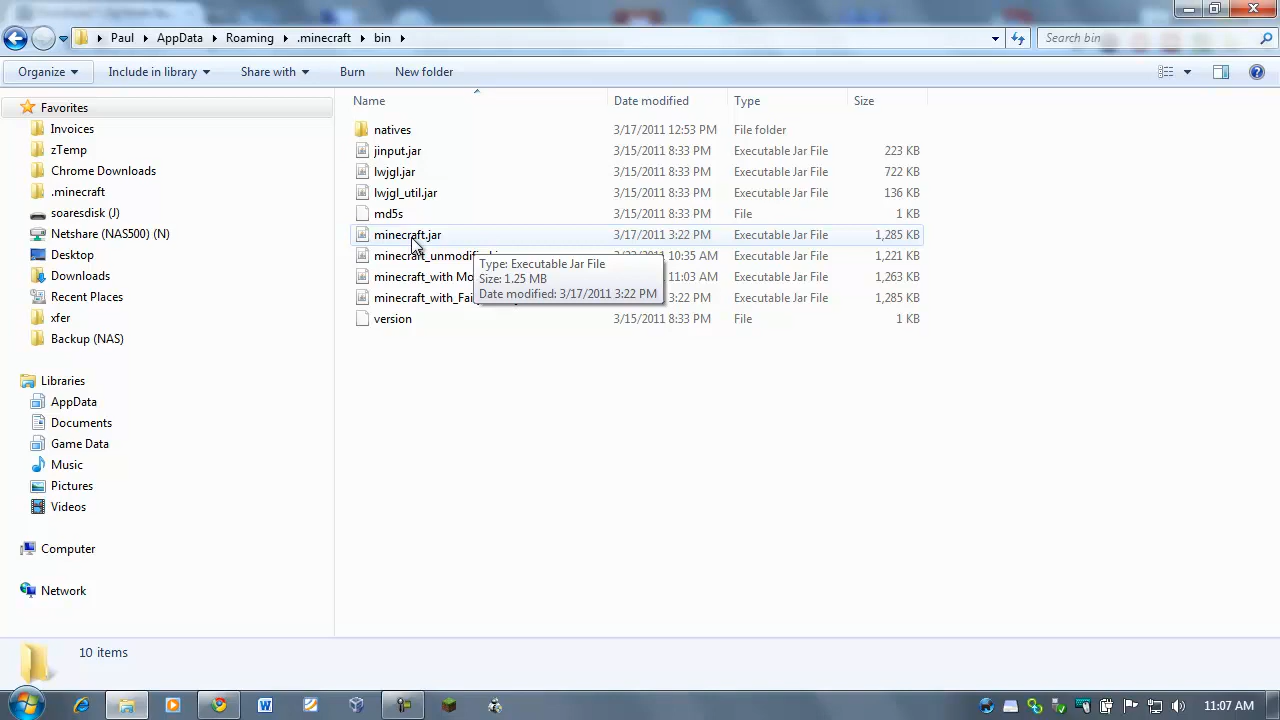 Paul AppData Roaming .minecraft bin
Search bin
Organize Include in library Share with Burn New folder
Name Date modified Type Size
Favorites
Invoices
zTemp
Chrome Downloads
.minecraft
soaresdisk (J)
Netshare (NAS500) (N)
Desktop
Downloads
Recent Places
xfer
Backup (NAS)
Libraries
AppData
Documents
Game Data
Music
Pictures
Videos
Computer
Network
natives 3/17/2011 12:53 PM File folder
jinput.jar 3/15/2011 8:33 PM Executable Jar File 223 KB
lwjgl.jar 3/15/2011 8:33 PM Executable Jar File 722 KB
lwjgl_util.jar 3/15/2011 8:33 PM Executable Jar File 136 KB
md5s 3/15/2011 8:33 PM File 1 KB
minecraft.jar 3/17/2011 3:22 PM Executable Jar File 1,285 KB
10:35 AM Executable Jar File 1,221 KB
minecraft_with 11:03 AM Executable Jar File 1,263 KB
3:22 PM Executable Jar File 1,285 KB
version 3/15/2011 8:33 PM File 1 KB
Type: Executable Jar File
Size: 1.25 MB
Date modified: 3/17/2011 3:22 PM
10 items
11:07 AM